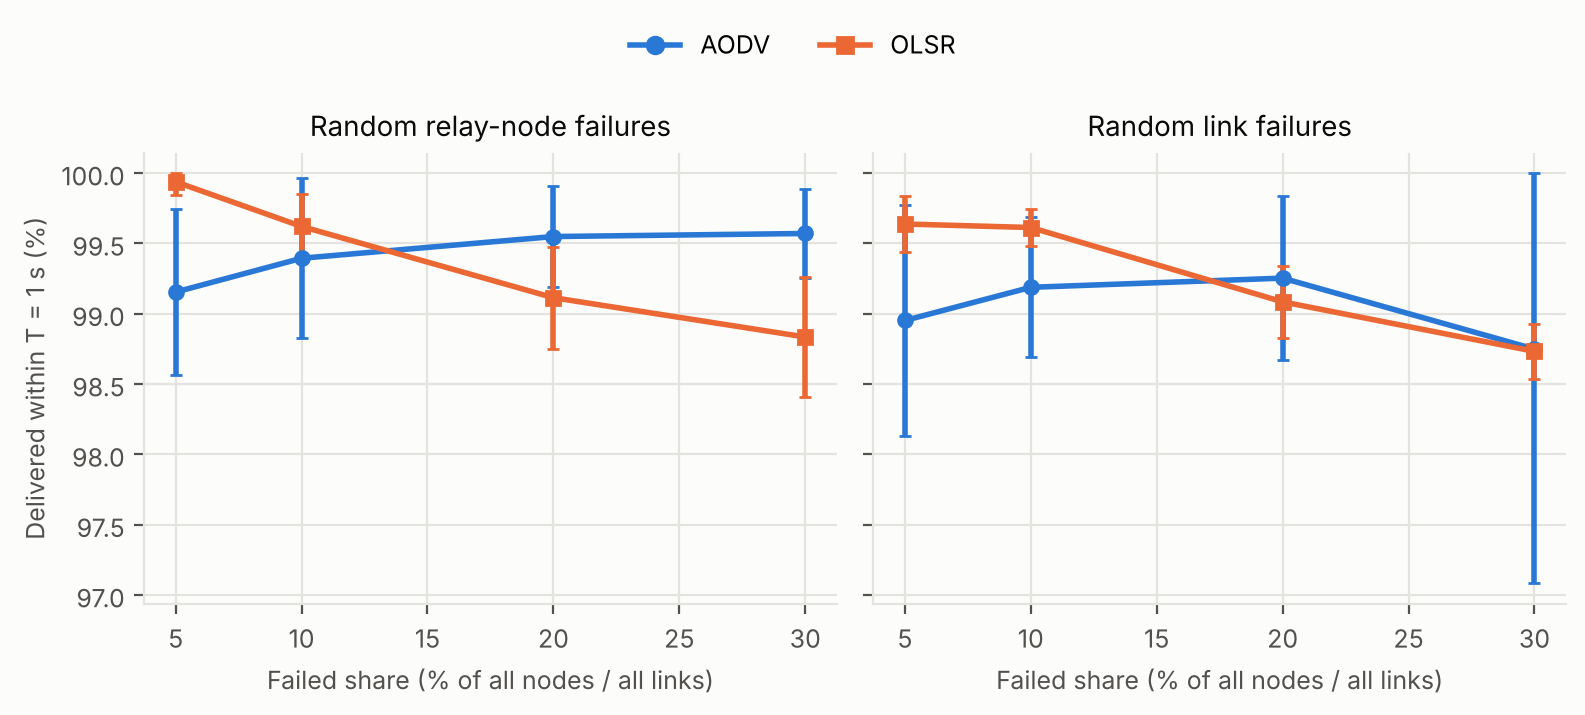 AODV OLSR
Random relay-node failures
Random link failures
Delivered within T = 1 s (%)
100.0
99.5
99.0
98.5
98.0
97.5
97.0
5 10 15 20 25 30
5 10 15 20 25 30
Failed share (% of all nodes / all links)
Failed share (% of all nodes / all links)